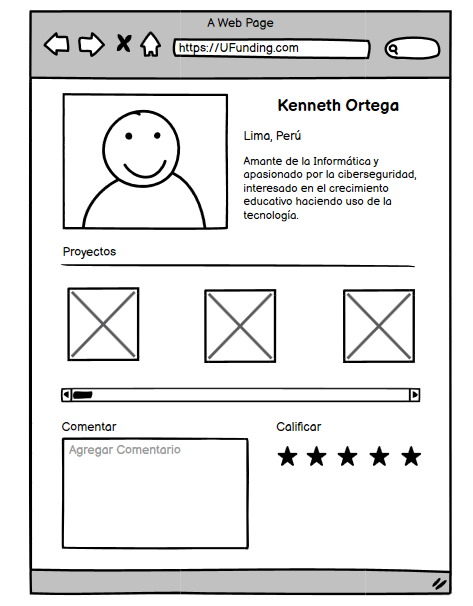 A Web Page
https://UFunding.com
Kenneth Ortega
Lima, Perú
Amante de la Informática y
apasionado por la ciberseguridad,
interesado en el crecimiento
educativo haciendo uso de la
tecnología.
Proyectos
Comentar
Calificar
Agregar Comentario